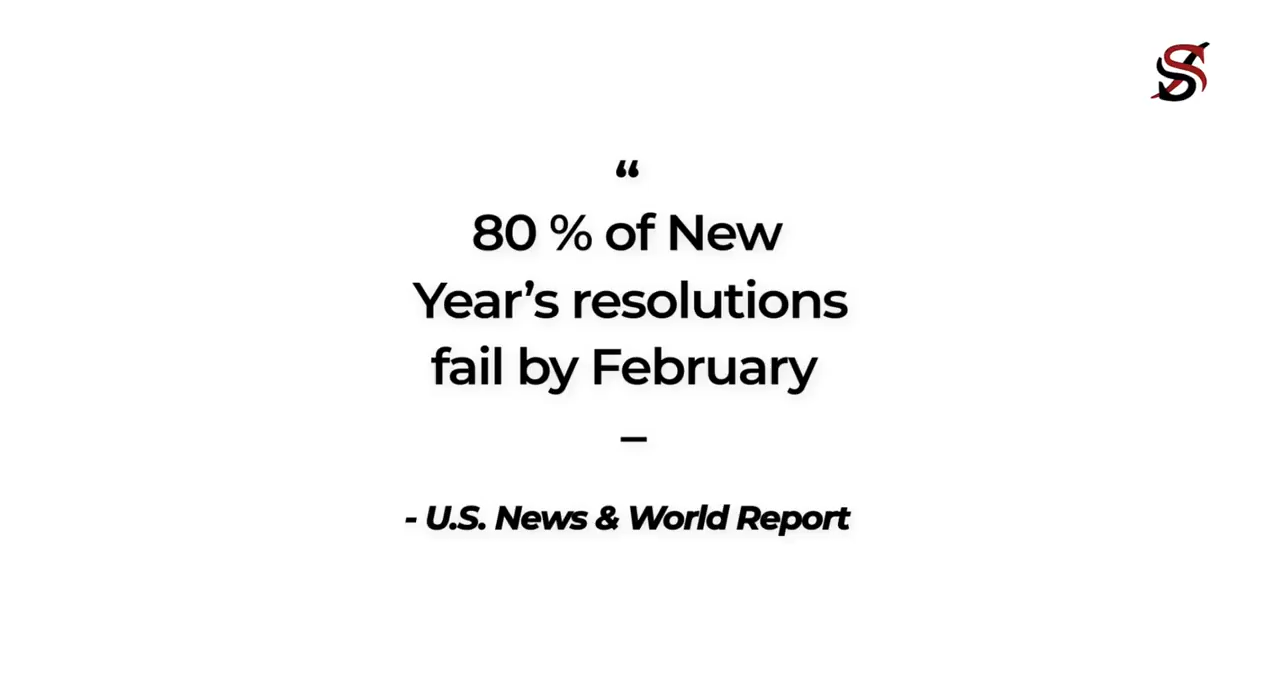 “
80 % of New
Year’s resolutions
fail by February
–
- U.S. News & World Report